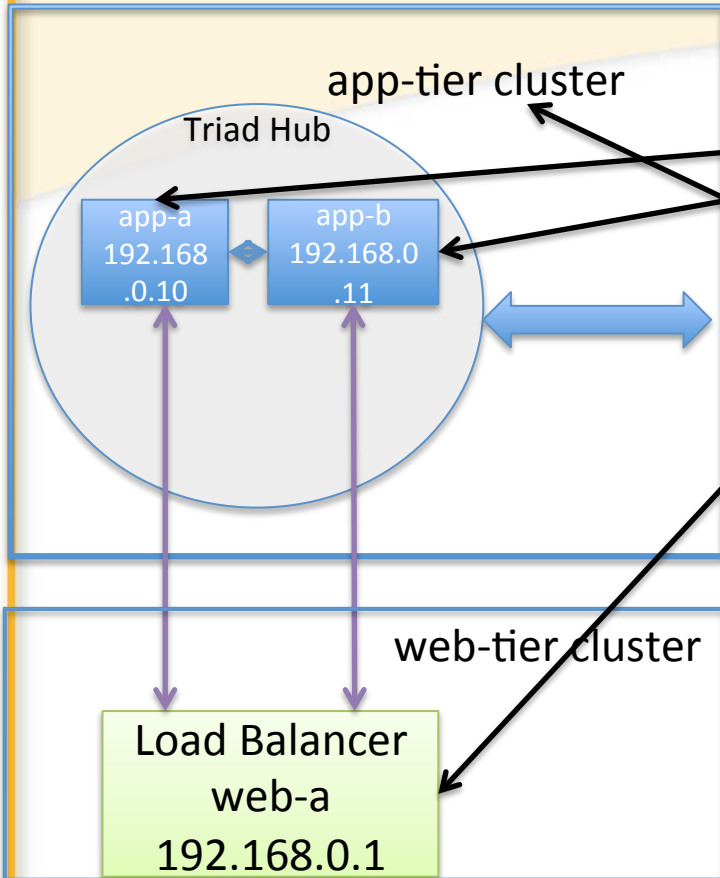 app-tier cluster
Triad Hub
app-a
192.168
.0.10
app-b
192.168.0
.11
web-tier cluster
Load Balancer
web-a
192.168.0.1